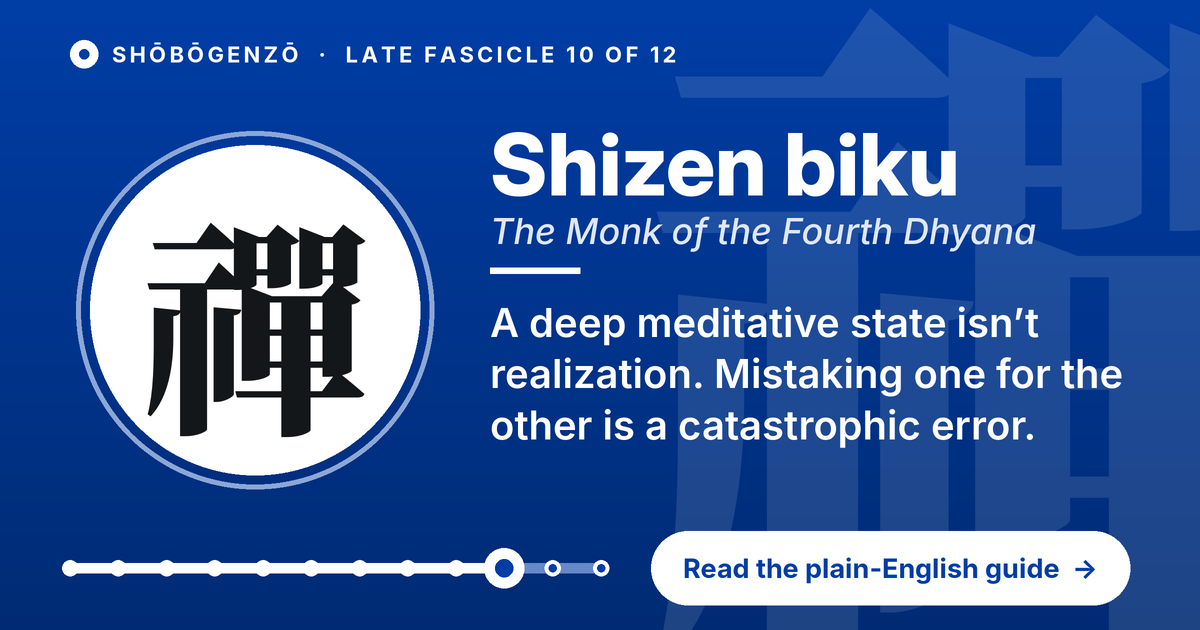 SHŌBŌGENZŌ · LATE FASCICLE 10 OF 12
禪
Shizen biku
The Monk of the Fourth Dhyana
A deep meditative state isn’t
realization. Mistaking one for the
other is a catastrophic error.
Read the plain-English guide →